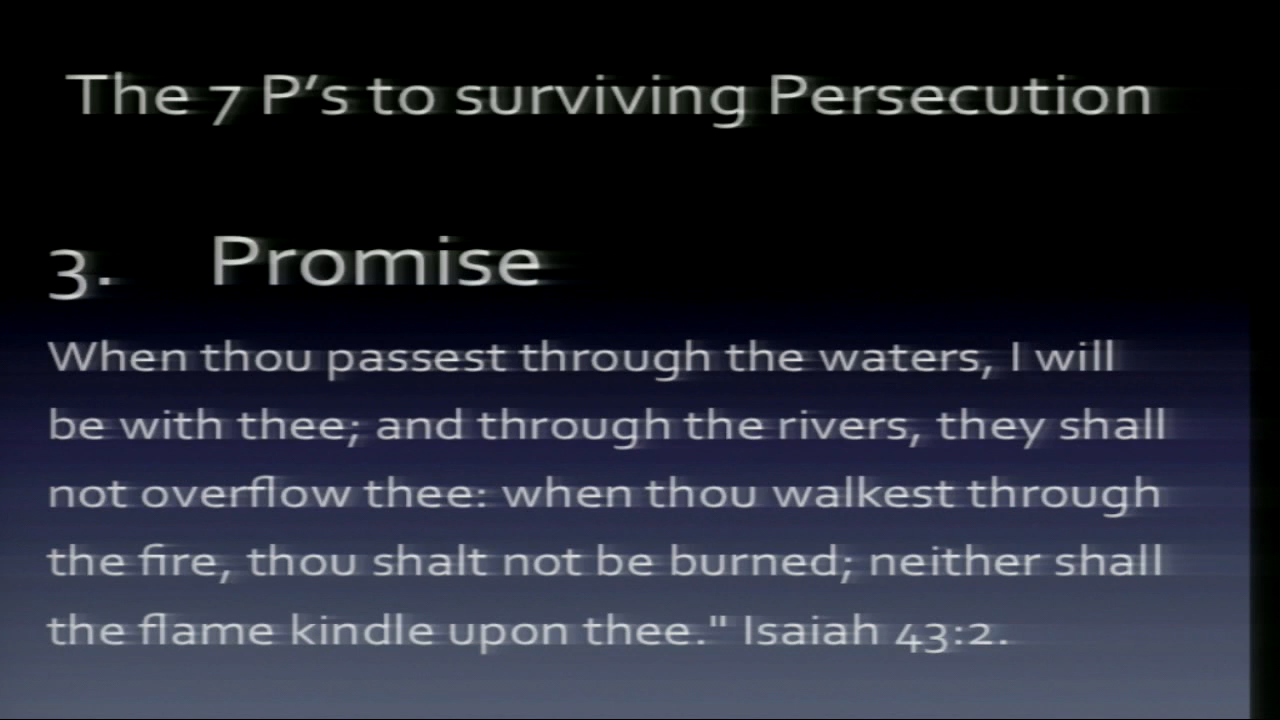 The 7 P's to surviving Persecution
3. Promise
When thou passest through the waters, I will
be with thee; and through the rivers, they shall
not overflow thee: when thou walkest through
the fire, thou shalt not be burned; neither shall
the flame kindle upon thee." Isaiah 43:2.